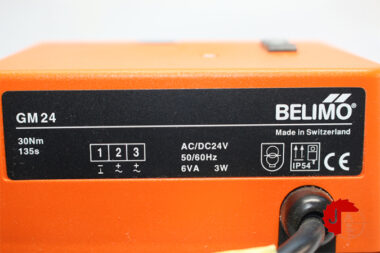 GM 24
BELIMO®
Made in Switzerland
30Nm
135s
1 2 3
⊥ ~ ~
AC/DC24V
50/60Hz
6VA 3W
IP54
CE